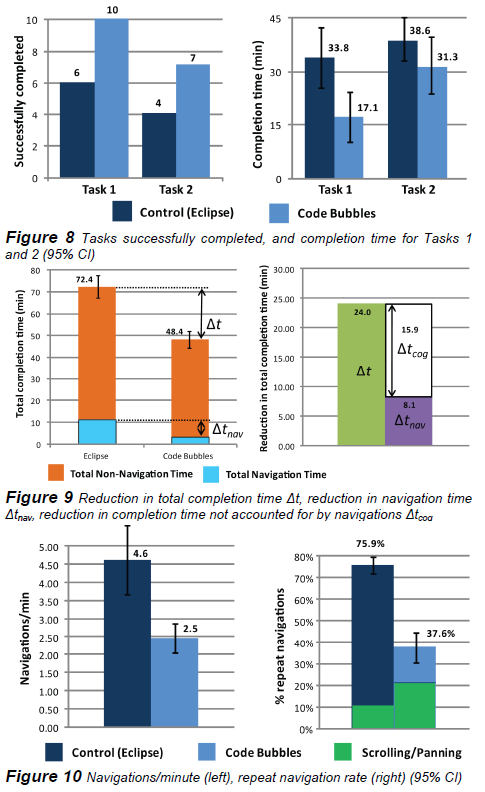 10
8
6
4
2
0
Successfully completed
6
10
4
7
Task 1
Task 2
45
30
15
0
Completion time (min)
33.8
17.1
38.6
31.3
Task 1
Task 2
Control (Eclipse)
Code Bubbles
Figure 8 Tasks successfully completed, and completion time for Tasks 1
and 2 (95% CI)
80
70
60
50
40
30
20
10
0
Total completion time (min)
72.4
48.4
Δt
Δtnav
Eclipse
Code Bubbles
30.00
25.00
20.00
15.00
10.00
5.00
0.00
Reduction in total completion time (min)
24.0
Δt
15.9
Δtcog
8.1
Δtnav
Total Non-Navigation Time
Total Navigation Time
Figure 9 Reduction in total completion time Δt, reduction in navigation time
Δtnav, reduction in completion time not accounted for by navigations Δtcog
5.00
4.50
4.00
3.50
3.00
2.50
2.00
1.50
1.00
0.50
0.00
Navigations/min
4.6
2.5
80%
70%
60%
50%
40%
30%
20%
10%
0%
% repeat navigations
75.9%
37.6%
Control (Eclipse)
Code Bubbles
Scrolling/Panning
Figure 10 Navigations/minute (left), repeat navigation rate (right) (95% CI)